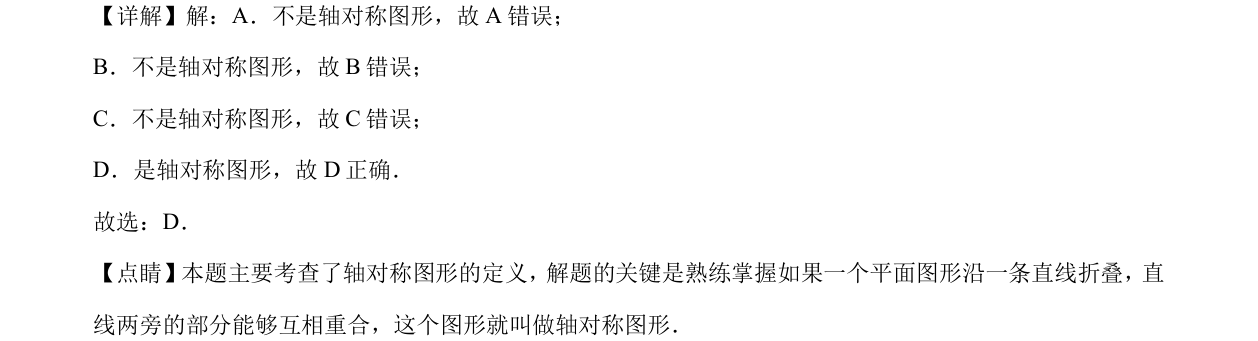 【详解】解：A．不是轴对称图形，故 A 错误；
B．不是轴对称图形，故 B 错误；
C．不是轴对称图形，故 C 错误；
D．是轴对称图形，故 D 正确．
故选：D．
【点睛】本题主要考查了轴对称图形的定义，解题的关键是熟练掌握如果一个平面图形沿一条直线折叠，直
线两旁的部分能够互相重合，这个图形就叫做轴对称图形．